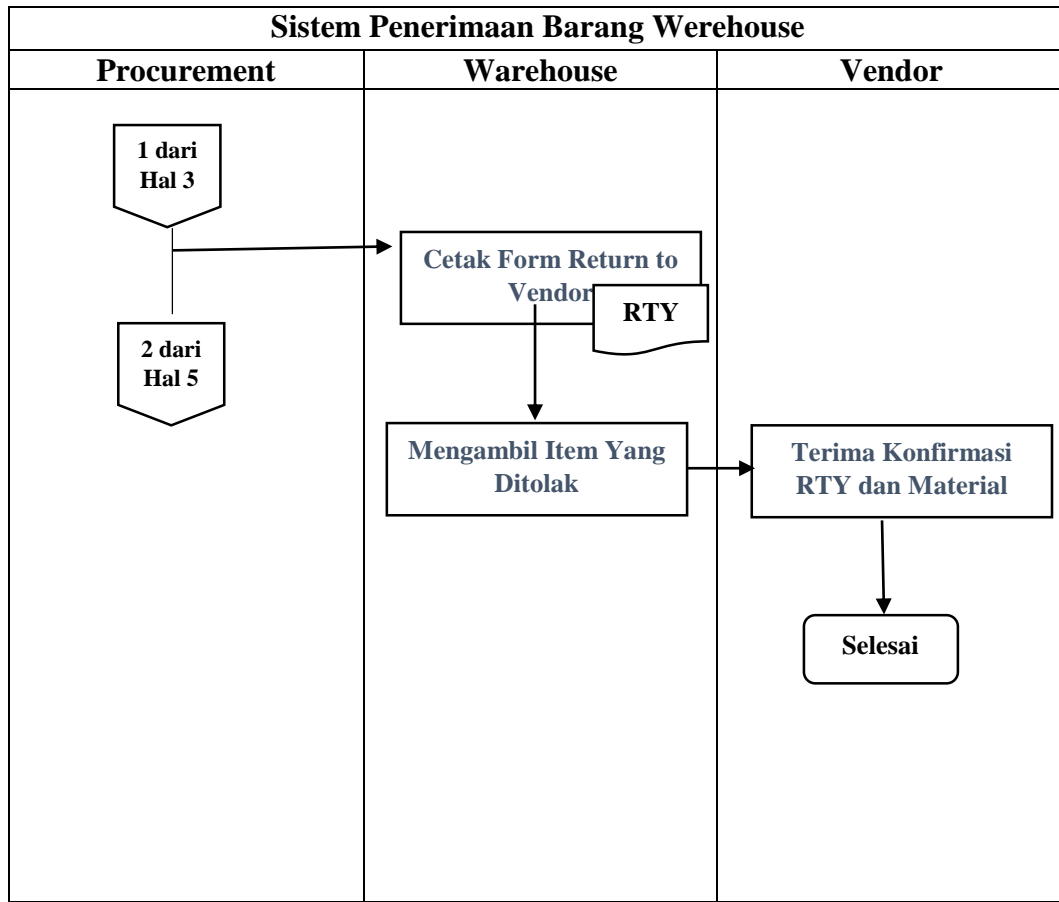 Sistem Penerimaan Barang Werehouse
Procurement
Warehouse
Vendor
1 dari
Hal 3
Cetak Form Return to
Vendor
RTY
2 dari
Hal 5
Mengambil Item Yang
Ditolak
Terima Konfirmasi
RTY dan Material
Selesai